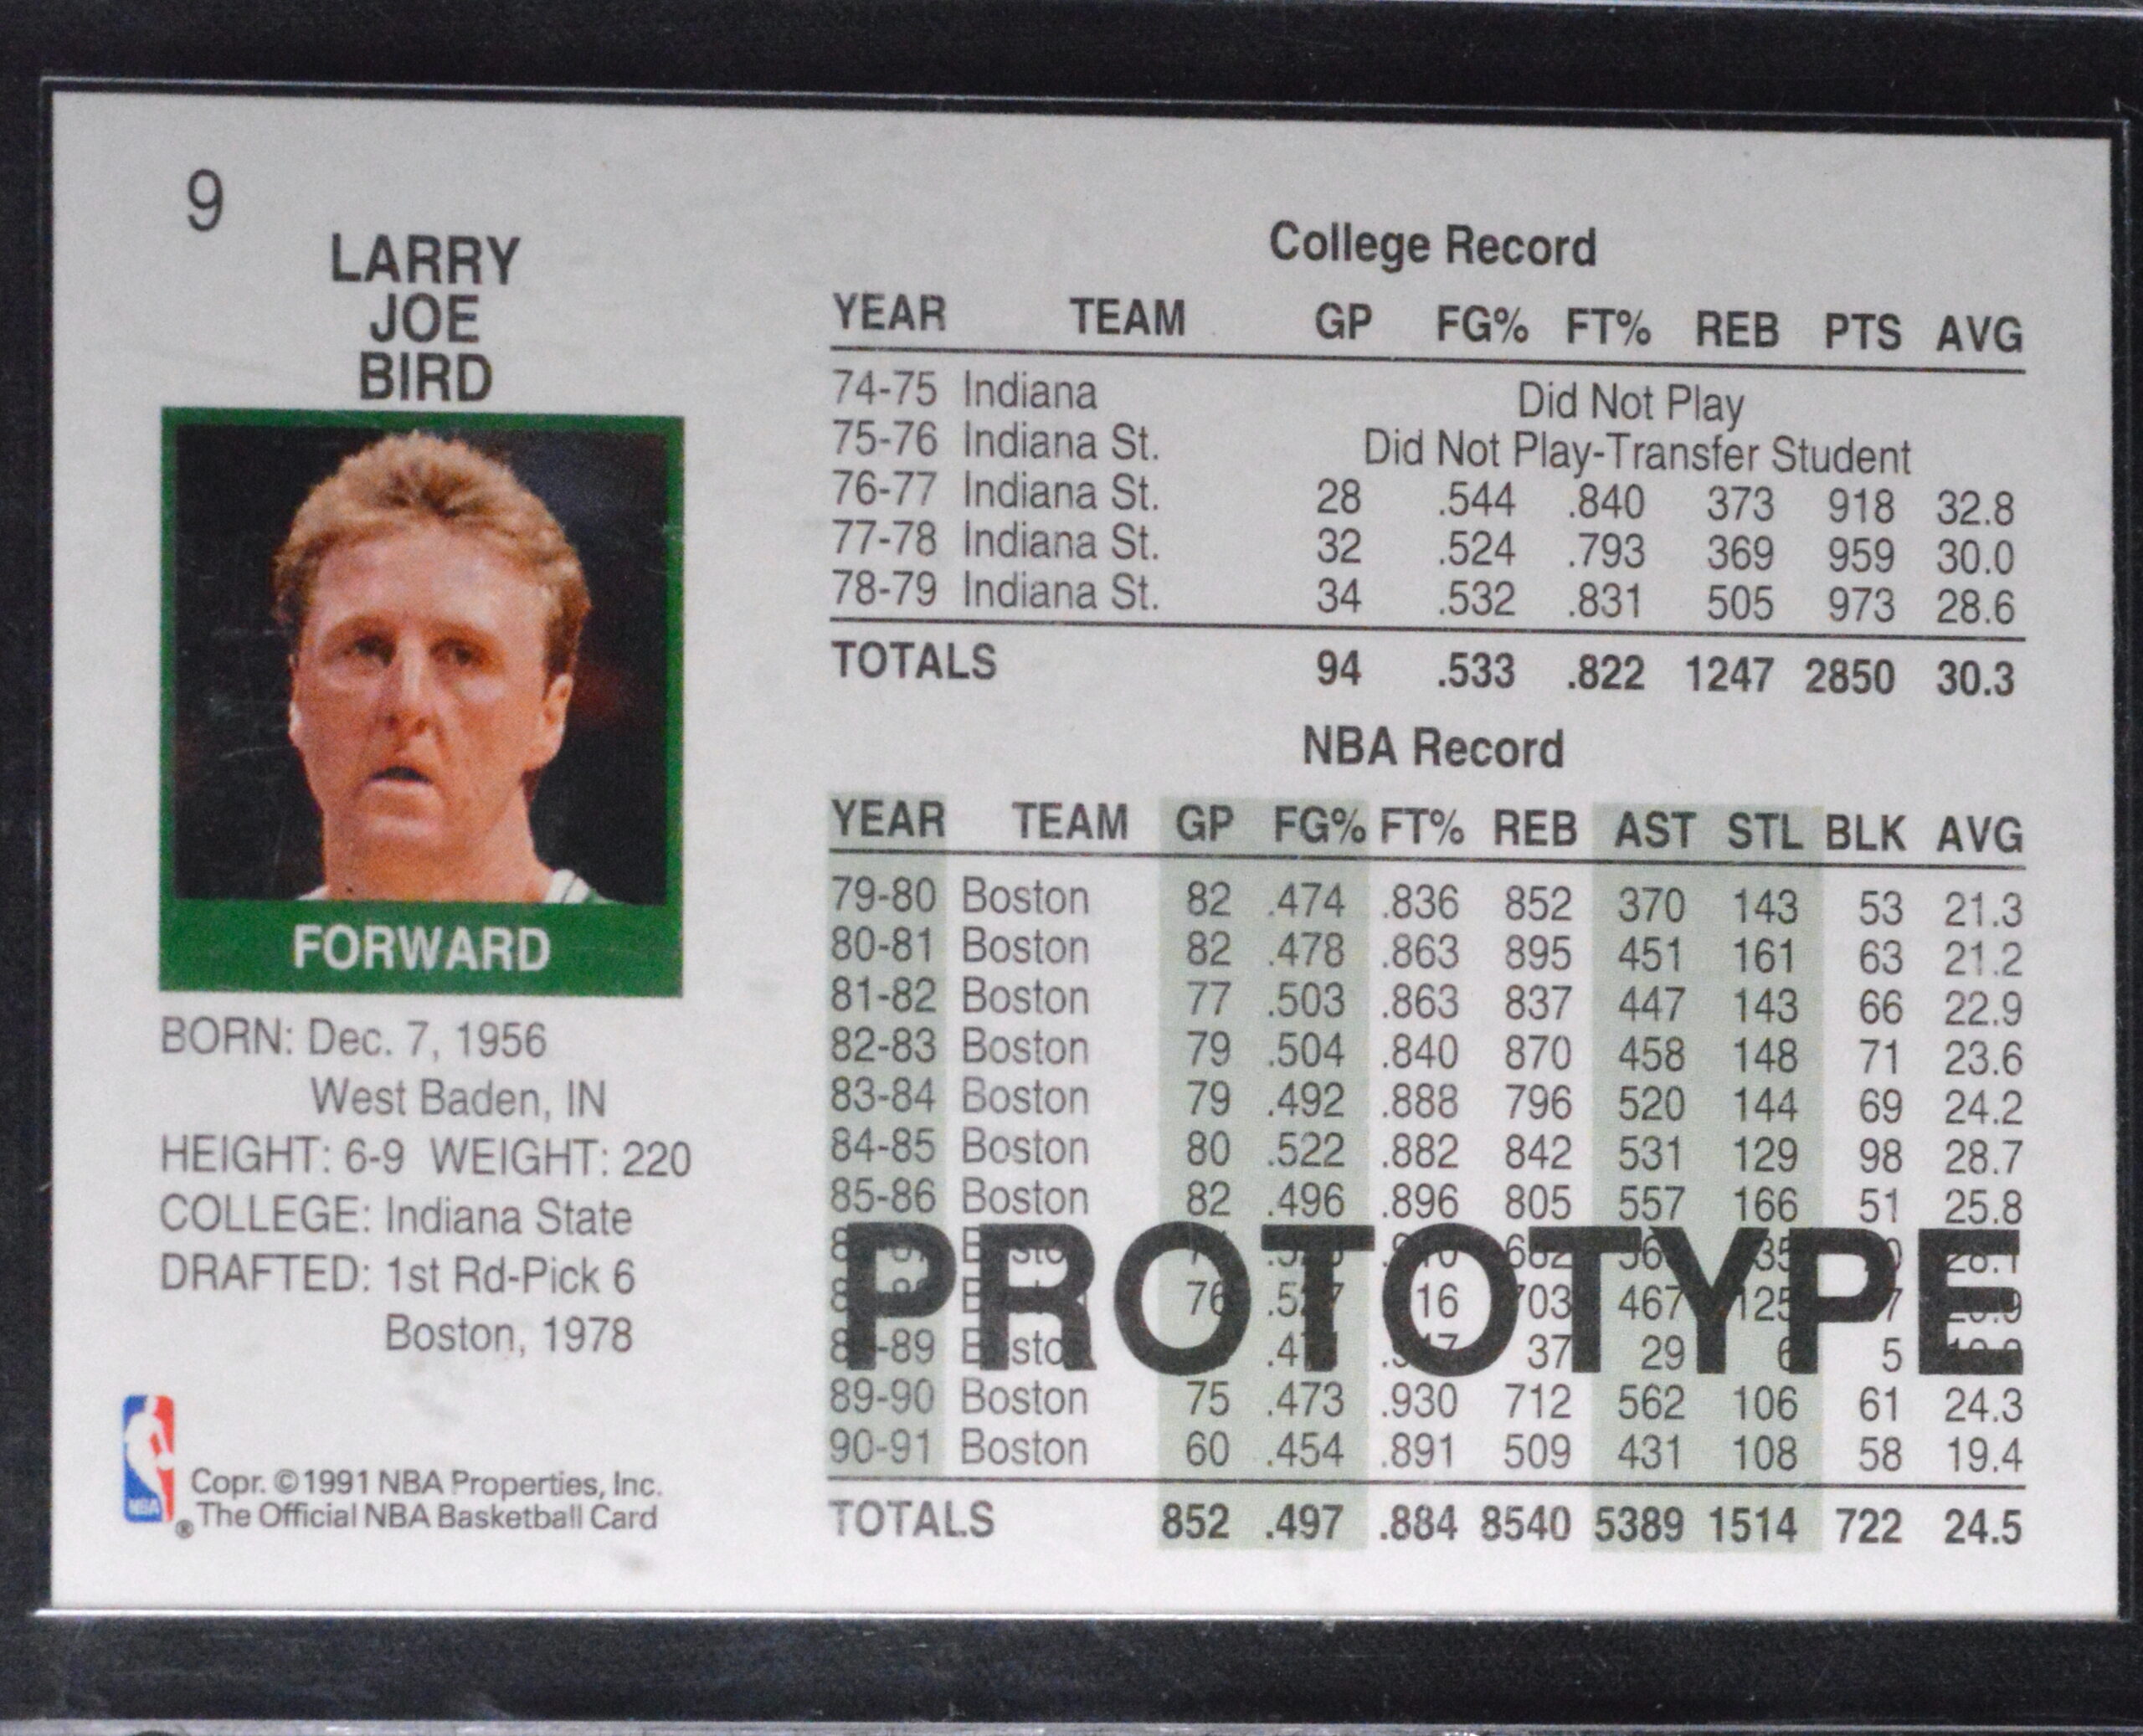 9
LARRY
JOE
BIRD
FORWARD
BORN: Dec. 7, 1956
West Baden, IN
HEIGHT: 6-9 WEIGHT: 220
COLLEGE: Indiana State
DRAFTED: 1st Rd-Pick 6
Boston, 1978
NBA
Copr. ©1991 NBA Properties, Inc.
® The Official NBA Basketball Card
College Record
YEAR TEAM GP FG% FT% REB PTS AVG
74-75 Indiana Did Not Play
75-76 Indiana St. Did Not Play-Transfer Student
76-77 Indiana St. 28 .544 .840 373 918 32.8
77-78 Indiana St. 32 .524 .793 369 959 30.0
78-79 Indiana St. 34 .532 .831 505 973 28.6
TOTALS 94 .533 .822 1247 2850 30.3
NBA Record
YEAR TEAM GP FG% FT% REB AST STL BLK AVG
79-80 Boston 82 .474 .836 852 370 143 53 21.3
80-81 Boston 82 .478 .863 895 451 161 63 21.2
81-82 Boston 77 .503 .863 837 447 143 66 22.9
82-83 Boston 79 .504 .840 870 458 148 71 23.6
83-84 Boston 79 .492 .888 796 520 144 69 24.2
84-85 Boston 80 .522 .882 842 531 129 98 28.7
85-86 Boston 82 .496 .896 805 557 166 51 25.8
PROTOTYPE
Boston 682
Boston 76 703 467 125
Boston 37 29 6 5
89-90 Boston 75 .473 .930 712 562 106 61 24.3
90-91 Boston 60 .454 .891 509 431 108 58 19.4
TOTALS 852 .497 .884 8540 5389 1514 722 24.5